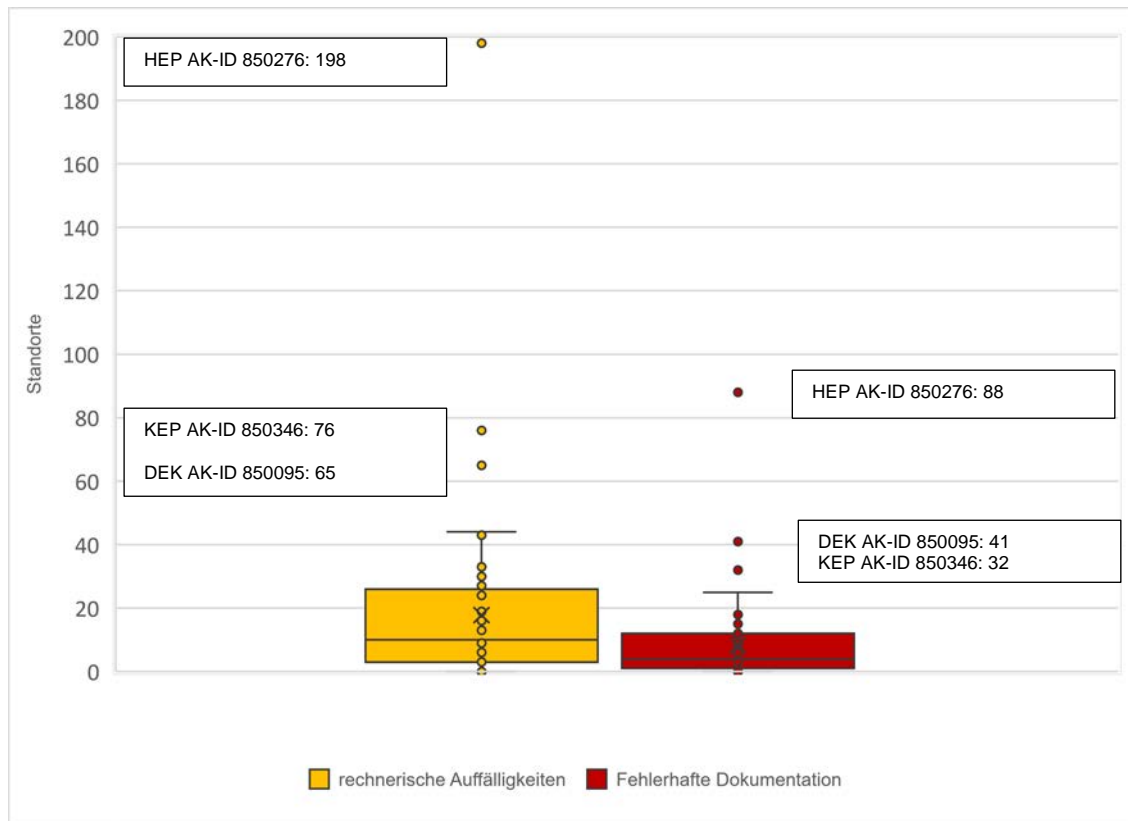 200
HEP AK-ID 850276: 198
180
160
140
120
Standorte
100
HEP AK-ID 850276: 88
80
KEP AK-ID 850346: 76
DEK AK-ID 850095: 65
60
40
DEK AK-ID 850095: 41
KEP AK-ID 850346: 32
20
0
rechnerische Auffälligkeiten
Fehlerhafte Dokumentation